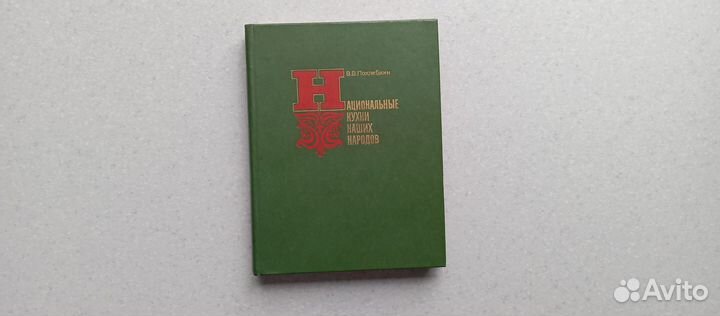 В.В.Похлебкин
НАЦИОНАЛЬНЫЕ
КУХНИ
НАШИХ
НАРОДОВ
Avito